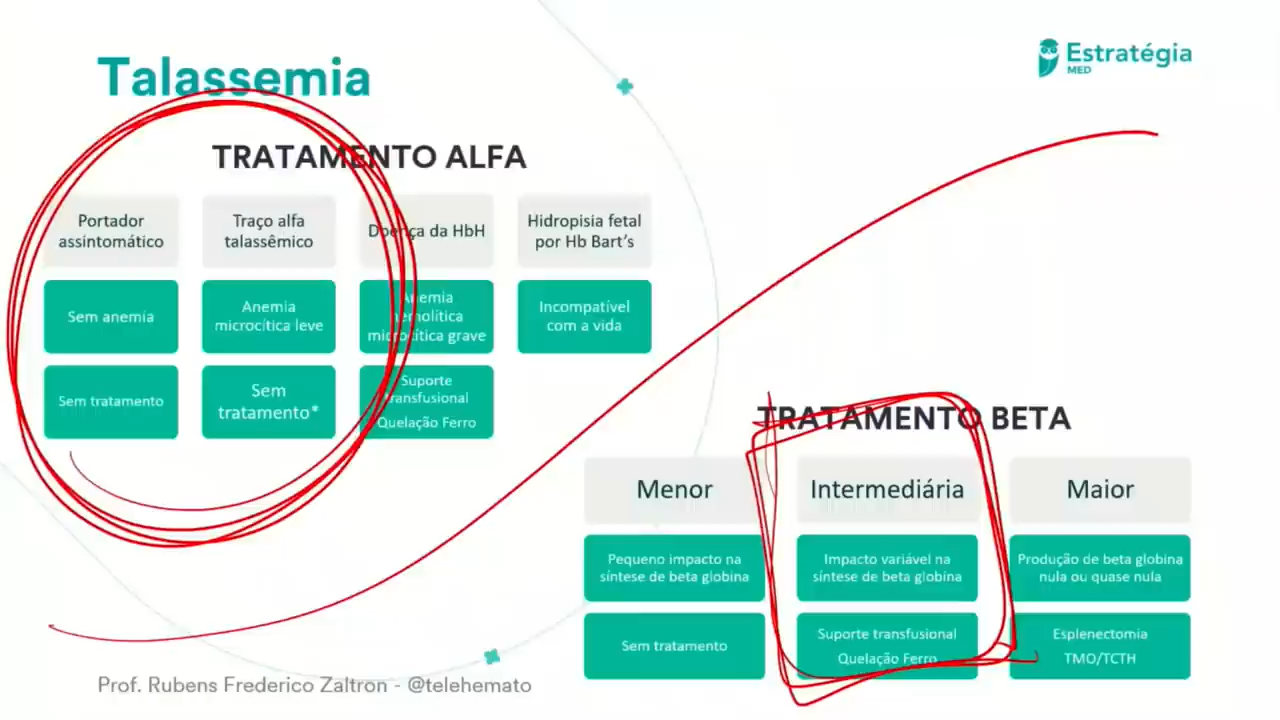 Talassemia
Estratégia
MED
TRATAMENTO ALFA
Portador
assintomático
Traço alfa
talassêmico
Doença da HbH
Hidropisia fetal
por Hb Bart's
Sem anemia
Anemia
microcítica leve
Anemia
hemolítica
microcítica grave
Incompatível
com a vida
Sem tratamento
Sem
tratamento*
Suporte
transfusional
Quelação Ferro
TRATAMENTO BETA
Menor
Intermediária
Maior
Pequeno impacto na
síntese de beta globina
Impacto variável na
síntese de beta globina
Produção de beta globina
nula ou quase nula
Sem tratamento
Suporte transfusional
Quelação Ferro
Esplenectomia
TMO/TCTH
Prof. Rubens Frederico Zaltron - @telehemato